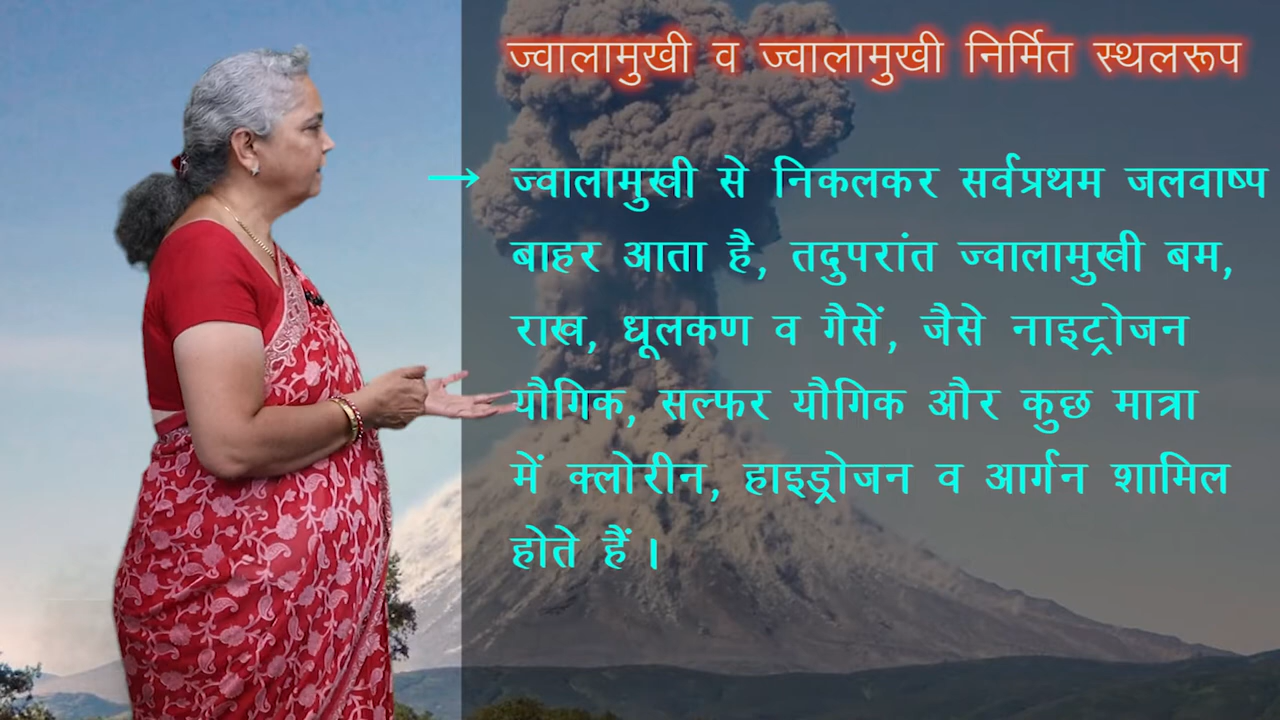 ज्वालामुखी व ज्वालामुखी निर्मित स्थलरूप
→ ज्वालामुखी से निकलकर सर्वप्रथम जलवाष्प
बाहर आता है, तदुपरांत ज्वालामुखी बम,
राख, धूलकण व गैसें, जैसे नाइट्रोजन
यौगिक, सल्फर यौगिक और कुछ मात्रा
में क्लोरीन, हाइड्रोजन व आर्गन शामिल
होते हैं।